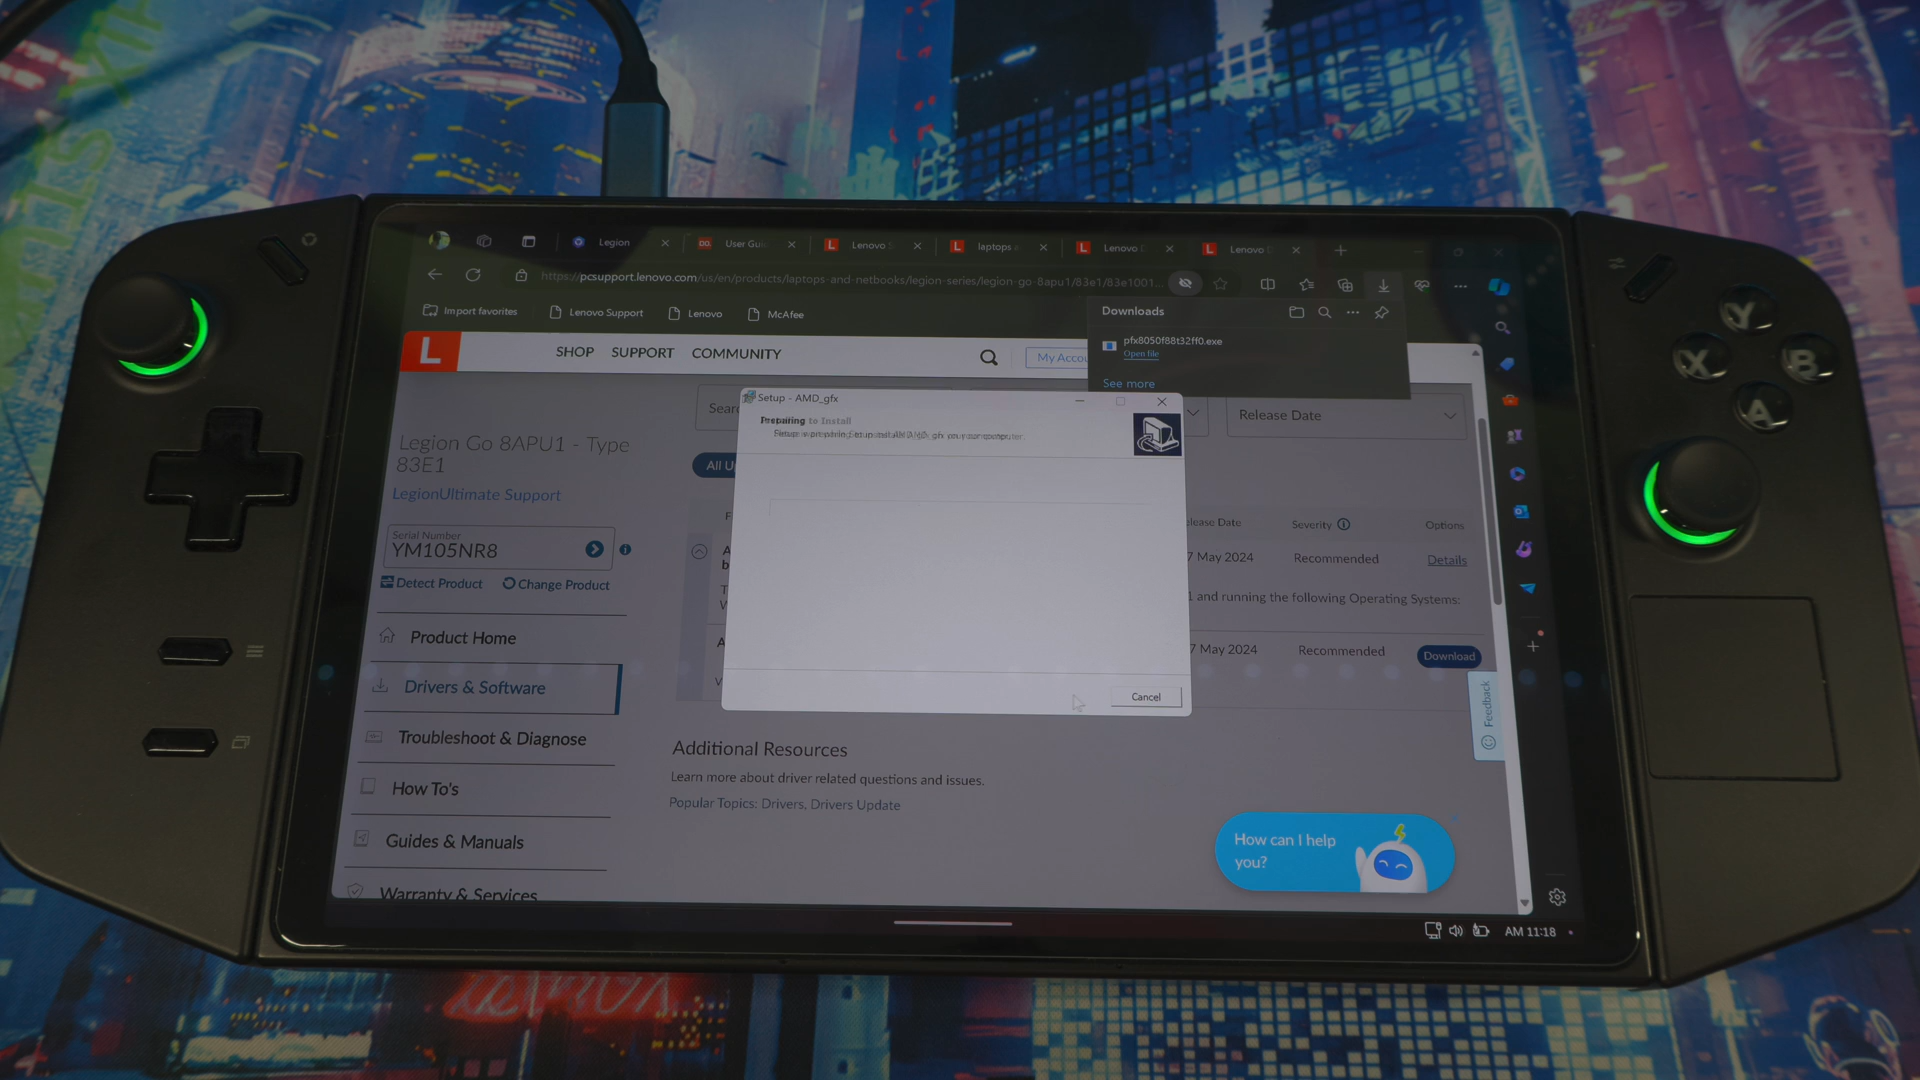 Legion
User Gui
Lenovo S
laptops a
Lenovo D
Lenovo D
https://pcsupport.lenovo.com/us/en/products/laptops-and-netbooks/legion-series/legion-go-8apu1/83e1/83e1001...
Import favorites
Lenovo Support
Lenovo
McAfee
Downloads
pfx8050f88t32ff0.exe
Open file
See more
L
SHOP
SUPPORT
COMMUNITY
My Accou
Sear
Release Date
Setup - AMD_gfx
to Install
Cancel
Legion Go 8APU1 - Type
83E1
LegionUltimate Support
Serial Number
YM105NR8
Detect Product
Change Product
Product Home
Drivers & Software
Troubleshoot & Diagnose
How To's
Guides & Manuals
Warranty & Services
All U
F
lease Date
Severity
Options
A
b
7 May 2024
Recommended
Details
T
W
1 and running the following Operating Systems:
A
7 May 2024
Recommended
Download
V
Feedback
Additional Resources
Learn more about driver related questions and issues.
Popular Topics: Drivers, Drivers Update
How can I help
you?
AM 11:18
Y
X
B
A